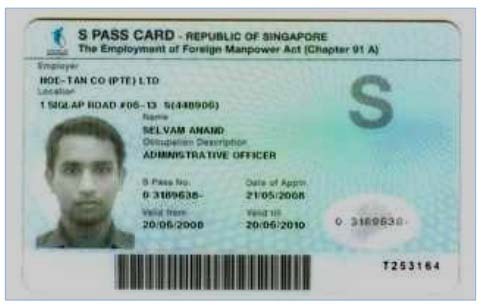 S PASS CARD - REPUBLIC OF SINGAPORE
The Employment of Foreign Manpower Act (Chapter 91 A)
Employer
HOE-TAN CO (PTE) LTD
Location
1 SIGLAP ROAD #06-13 S(448906)
S
Name
SELVAM ANAND
Occupation Description
ADMINISTRATIVE OFFICER
S Pass No. Date of Appln
0 3189638- 21/05/2008
Valid from Valid till
20/06/2008 20/06/2010
0 3189638-
T253164